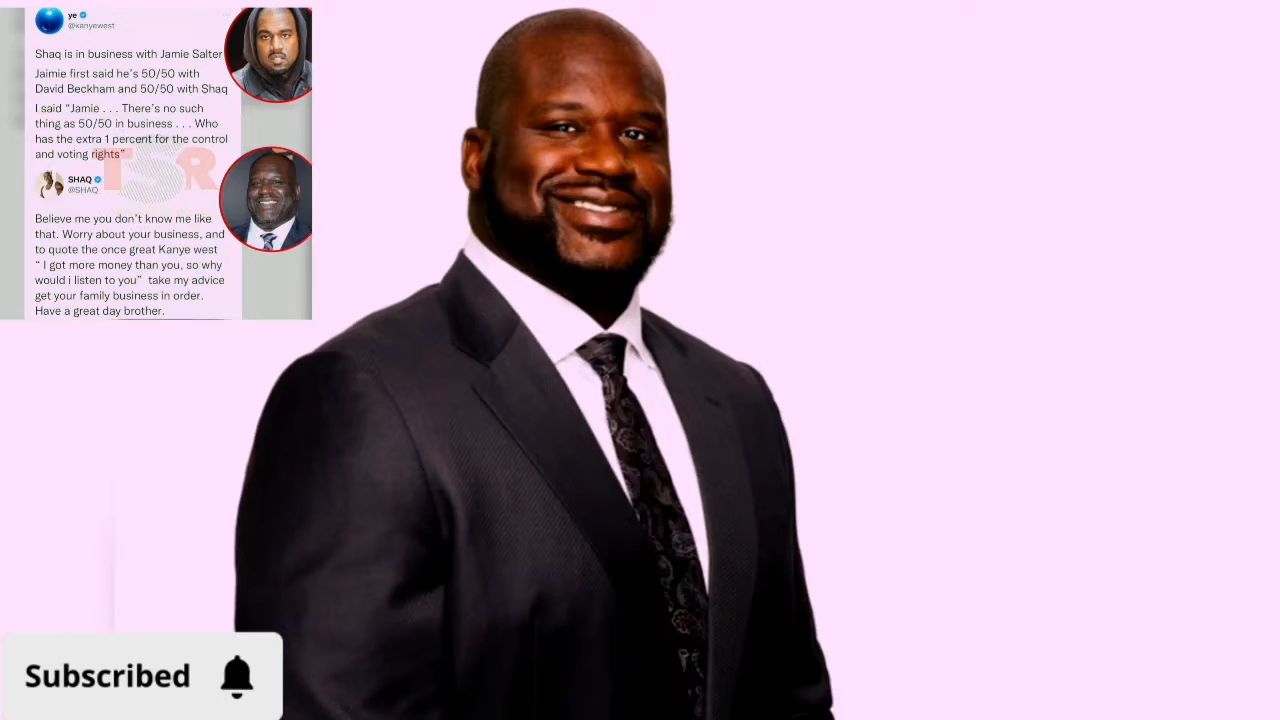 ye
@kanyewest
Shaq is in business with Jamie Salter
Jaimie first said he's 50/50 with
David Beckham and 50/50 with Shaq
I said "Jamie . . . There's no such
thing as 50/50 in business . . . Who
has the extra 1 percent for the control
and voting rights"
TSR
SHAQ
@SHAQ
Believe me you don't know me like
that. Worry about your business, and
to quote the once great Kanye west
" I got more money than you, so why
would i listen to you" take my advice
get your family business in order.
Have a great day brother.
Subscribed